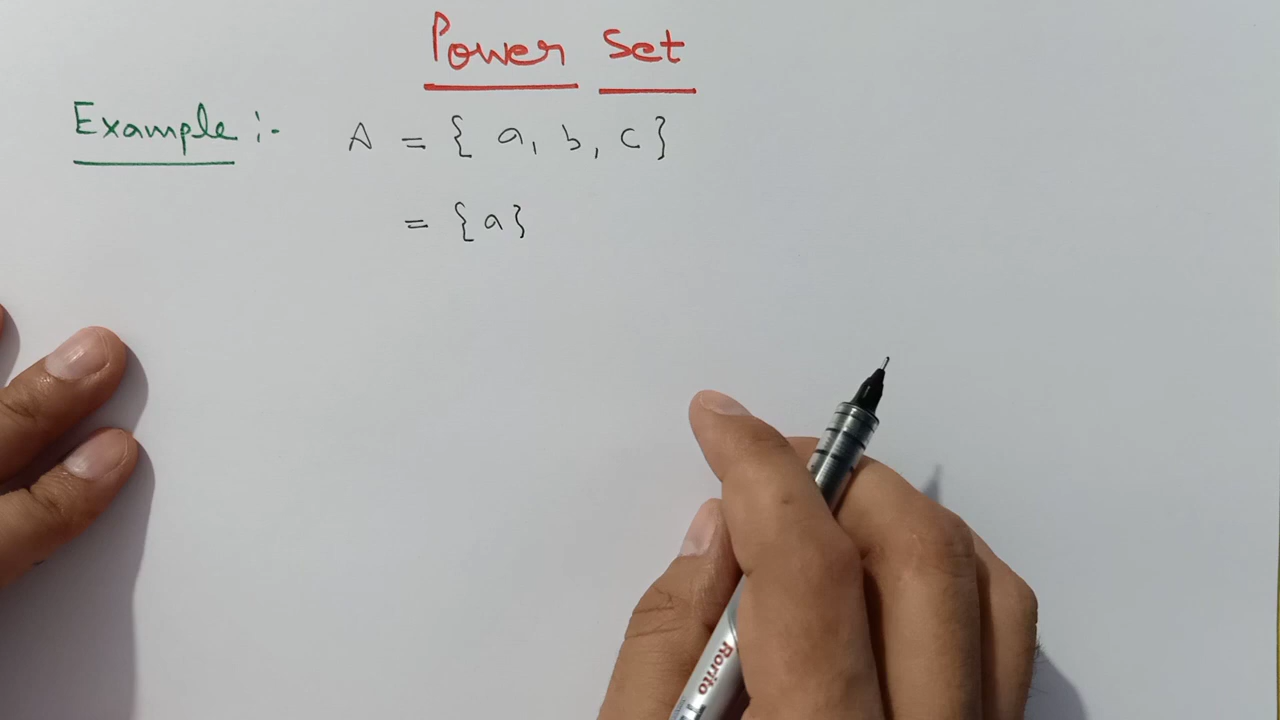 Power Set
Example :- A = { a, b, c }
= { a }
Rorito